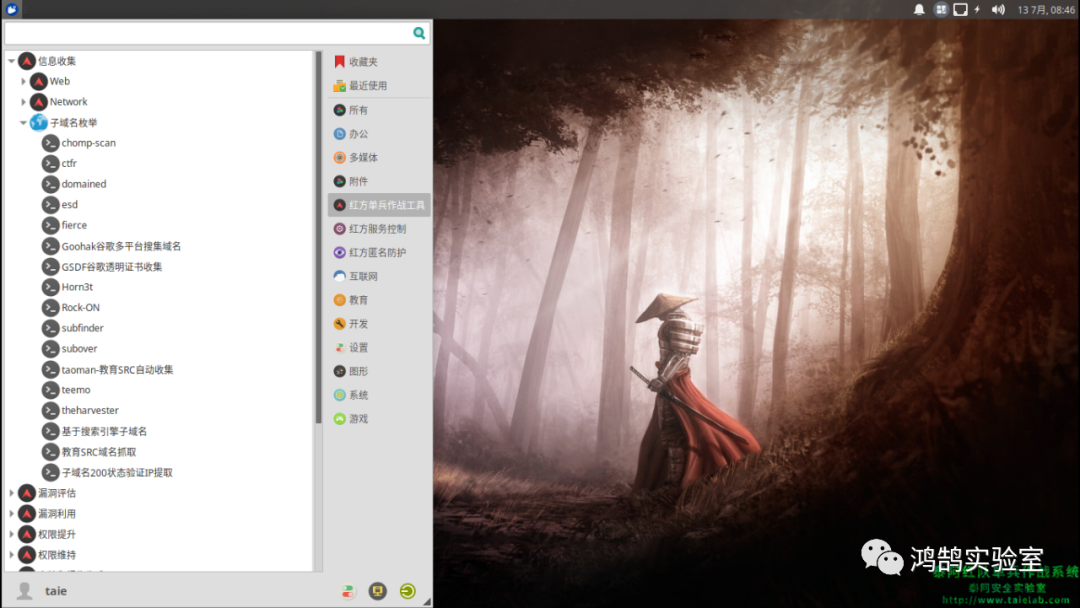 13 7月, 08:46
信息收集
Web
Network
子域名枚举
chomp-scan
ctfr
domained
esd
fierce
Goohak谷歌多平台搜集域名
GSDF谷歌透明证书收集
Horn3t
Rock-ON
subfinder
subover
taoman-教育SRC自动收集
teemo
theharvester
基于搜索引擎子域名
教育SRC域名抓取
子域名200状态验证IP提取
漏洞评估
漏洞利用
权限提升
权限维持
taie
收藏夹
最近使用
所有
办公
多媒体
附件
红方单兵作战工具
红方服务控制
红方匿名防护
互联网
教育
开发
设置
图形
系统
游戏
鸿鹄实验室
红队单兵作战系统
泰阿安全实验室
http://www.taielab.com